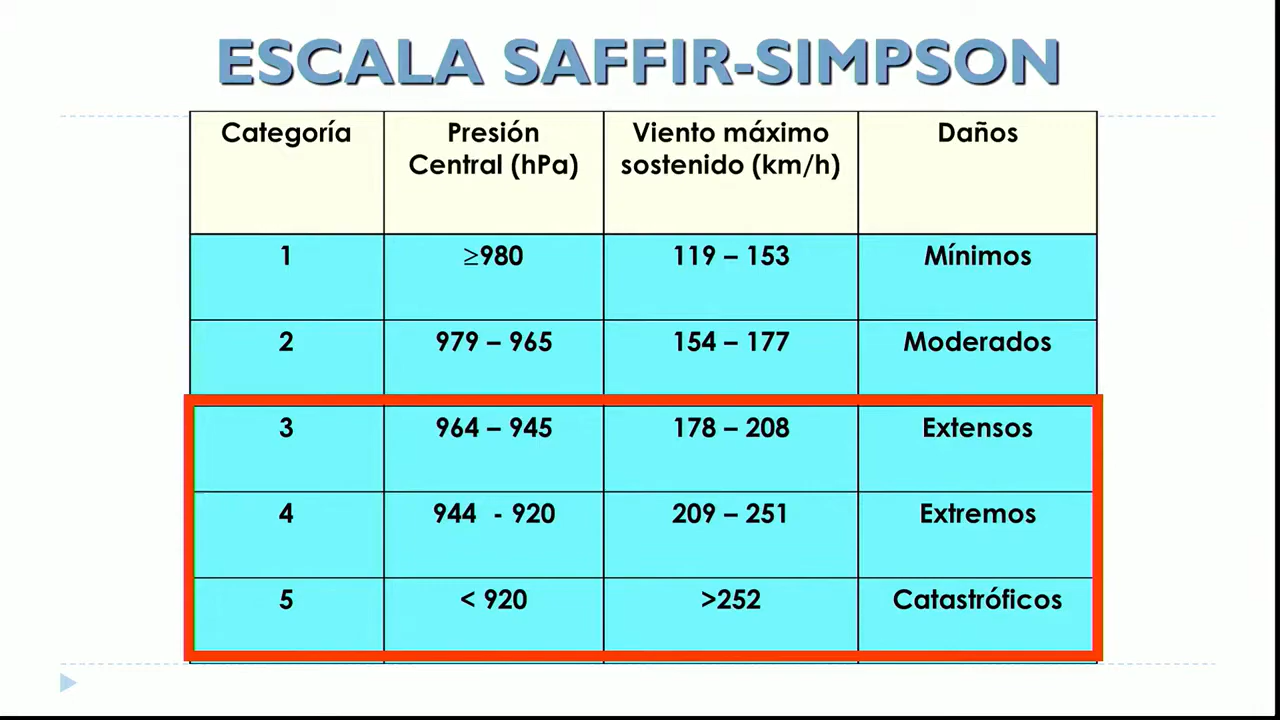 ESCALA SAFFIR-SIMPSON
Categoría Presión Central (hPa) Viento máximo sostenido (km/h) Daños
1 ≥980 119 – 153 Mínimos
2 979 – 965 154 – 177 Moderados
3 964 – 945 178 – 208 Extensos
4 944 - 920 209 – 251 Extremos
5 < 920 >252 Catastróficos